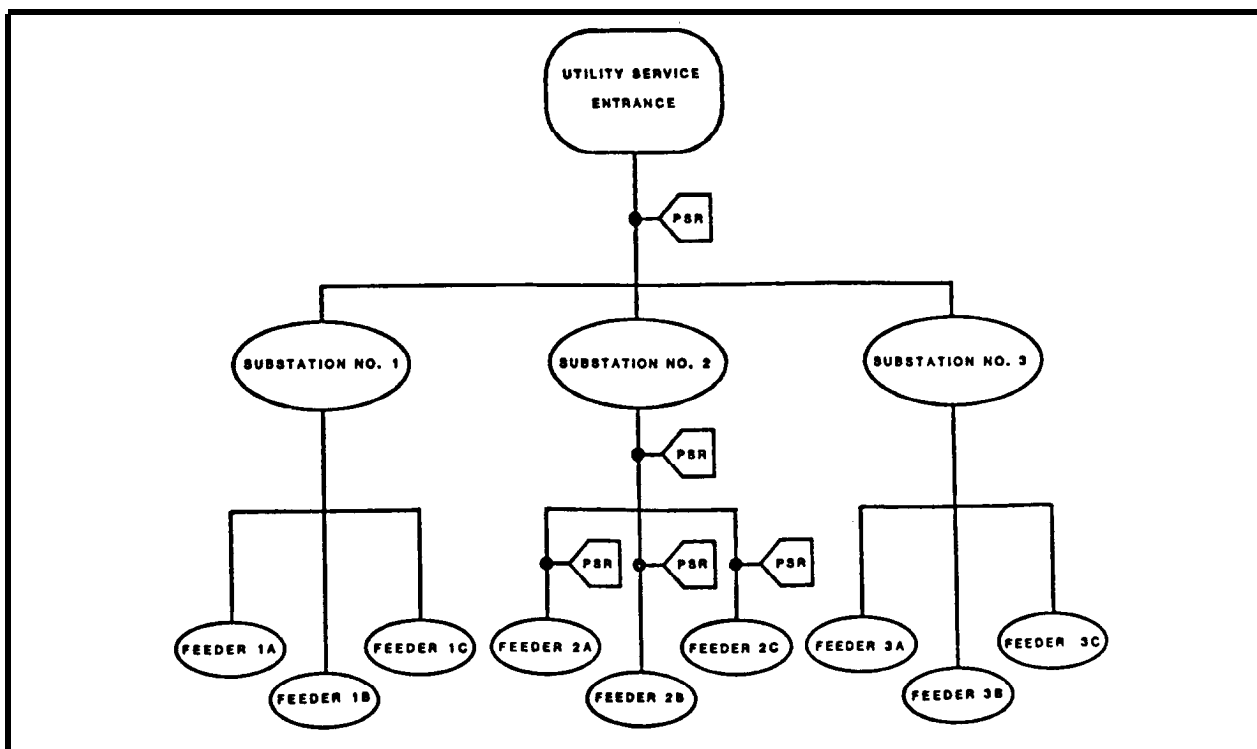 UTILITY SERVICE
ENTRANCE
PSR
SUBSTATION NO. 1
SUBSTATION NO. 2
SUBSTATION NO. 3
PSR
PSR
PSR
PSR
FEEDER 1A
FEEDER 1B
FEEDER 1C
FEEDER 2A
FEEDER 2B
FEEDER 2C
FEEDER 3A
FEEDER 3B
FEEDER 3C